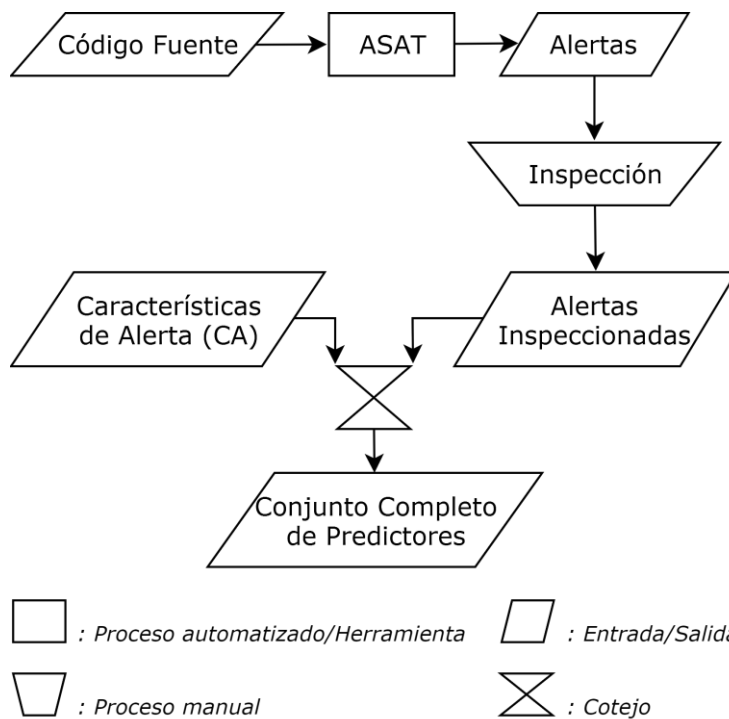 Código Fuente
ASAT
Alertas
Inspección
Características
de Alerta (CA)
Alertas
Inspeccionadas
Conjunto Completo
de Predictores
: Proceso automatizado/Herramienta
: Entrada/Salida
: Proceso manual
: Cotejo